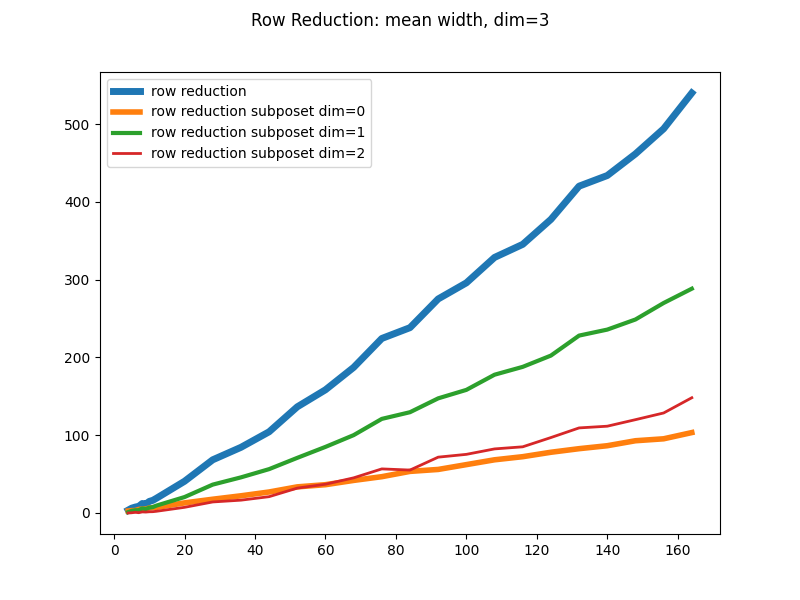 Row Reduction: mean width, dim=3
row reduction
row reduction subposet dim=0
row reduction subposet dim=1
row reduction subposet dim=2
500
400
300
200
100
0
0 20 40 60 80 100 120 140 160